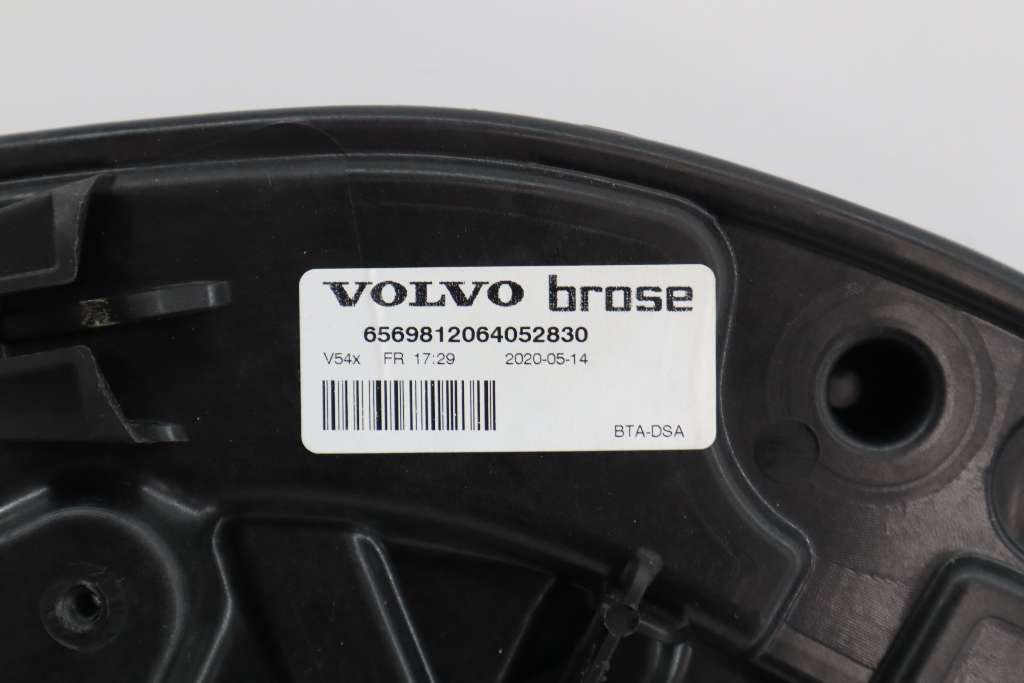 VOLVO brose
6569812064052830
V54x FR 17:29 2020-05-14
BTA-DSA